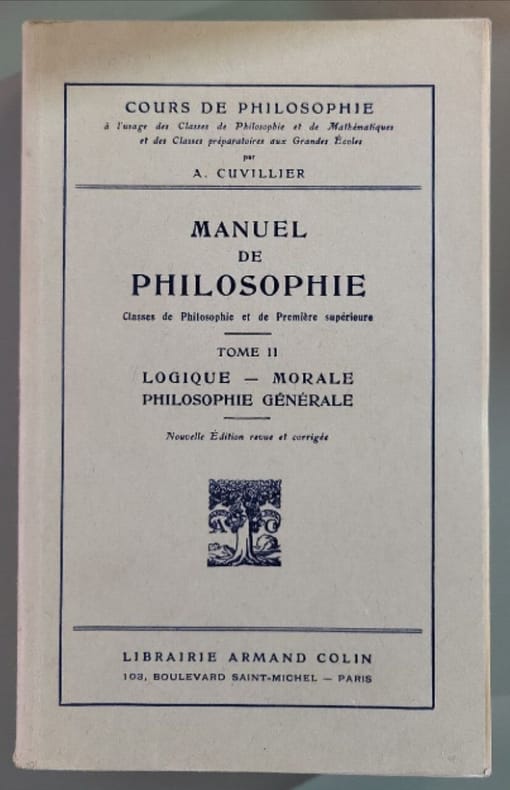 COURS DE PHILOSOPHIE
à l'usage des Classes de Philosophie et de Mathématiques
et des Classes préparatoires aux Grandes Écoles
par
A. CUVILLIER
MANUEL
DE
PHILOSOPHIE
Classes de Philosophie et de Première supérieure
TOME II
LOGIQUE — MORALE
PHILOSOPHIE GÉNÉRALE
Nouvelle Édition revue et corrigée
A C
LIBRAIRIE ARMAND COLIN
103, BOULEVARD SAINT-MICHEL — PARIS